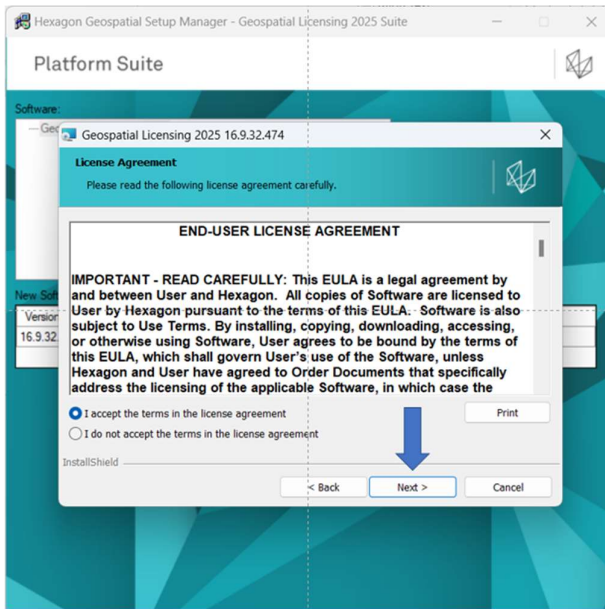 Hexagon Geospatial Setup Manager - Geospatial Licensing 2025 Suite
Platform Suite
Software:
Geo
Geospatial Licensing 2025 16.9.32.474
License Agreement
Please read the following license agreement carefully.
END-USER LICENSE AGREEMENT
IMPORTANT - READ CAREFULLY: This EULA is a legal agreement by
and between User and Hexagon. All copies of Software are licensed to
User by Hexagon pursuant to the terms of this EULA. Software is also
subject to Use Terms. By installing, copying, downloading, accessing,
or otherwise using Software, User agrees to be bound by the terms of
this EULA, which shall govern User's use of the Software, unless
Hexagon and User have agreed to Order Documents that specifically
address the licensing of the applicable Software, in which case the
New Soft
Version
16.9.32
I accept the terms in the license agreement
Print
I do not accept the terms in the license agreement
InstallShield
< Back
Next >
Cancel